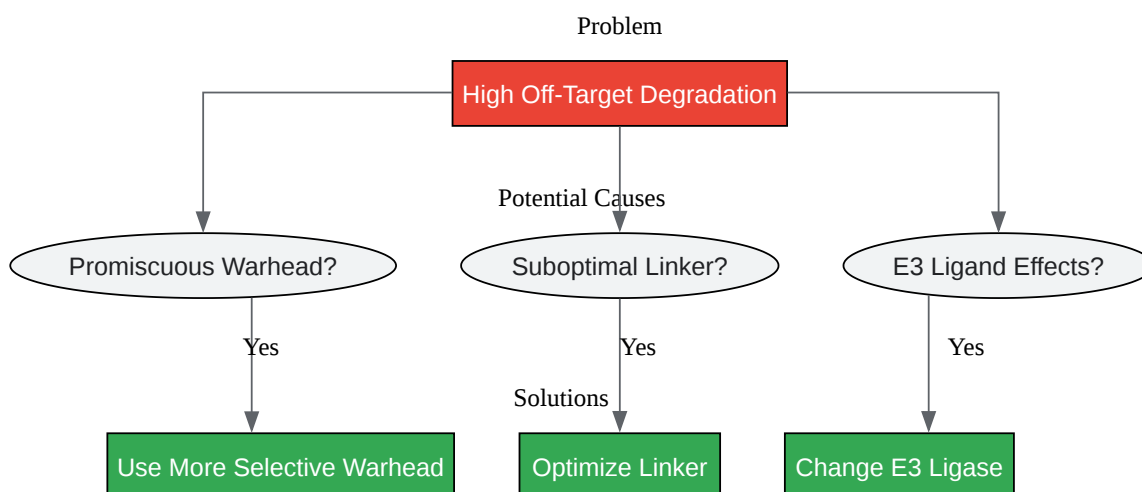 Problem
High Off-Target Degradation
Potential Causes
Promiscuous Warhead?
Suboptimal Linker?
E3 Ligand Effects?
Yes
Yes
Yes
Solutions
Use More Selective Warhead
Optimize Linker
Change E3 Ligase